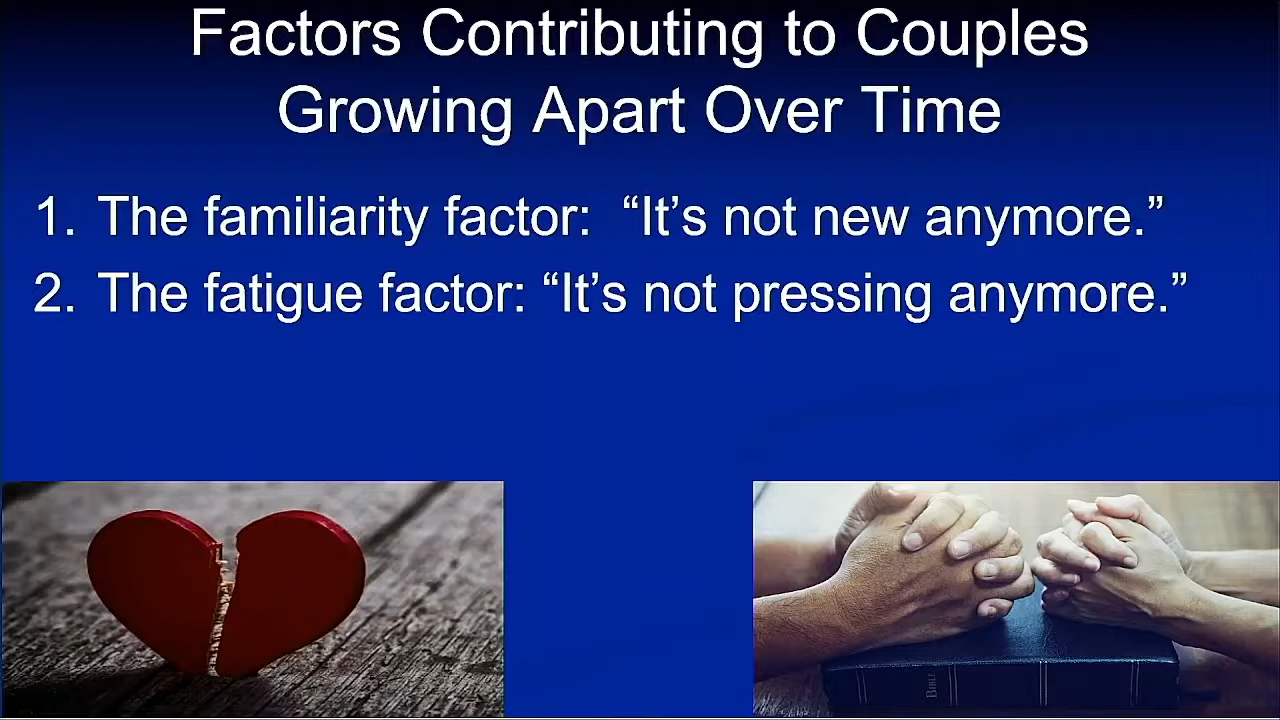 Factors Contributing to Couples
Growing Apart Over Time
1. The familiarity factor:  “It’s not new anymore.”
2. The fatigue factor: “It’s not pressing anymore.”
BIBLE